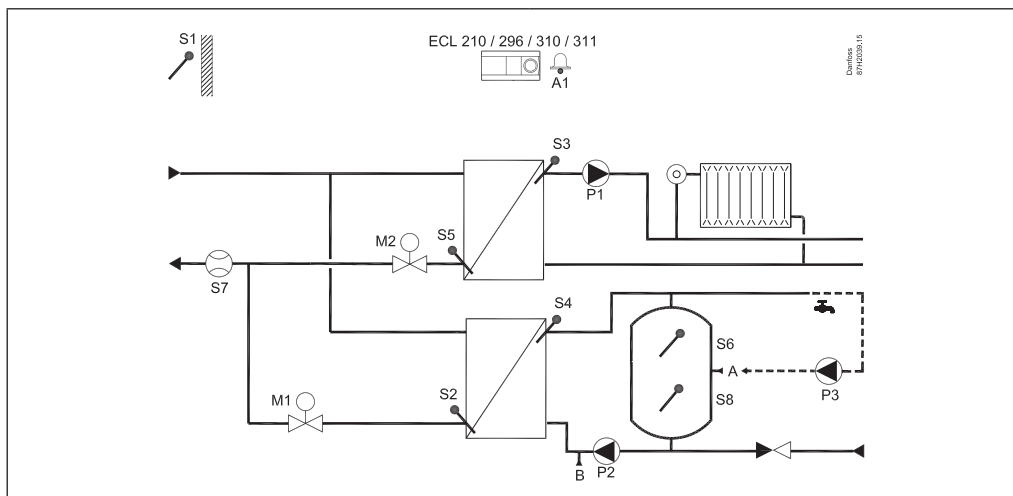 S1
ECL 210 / 296 / 310 / 311
A1
Danfoss
87H2039.15
S3
P1
M2
S5
S7
S4
S6
A
S8
P3
M1
S2
B
P2